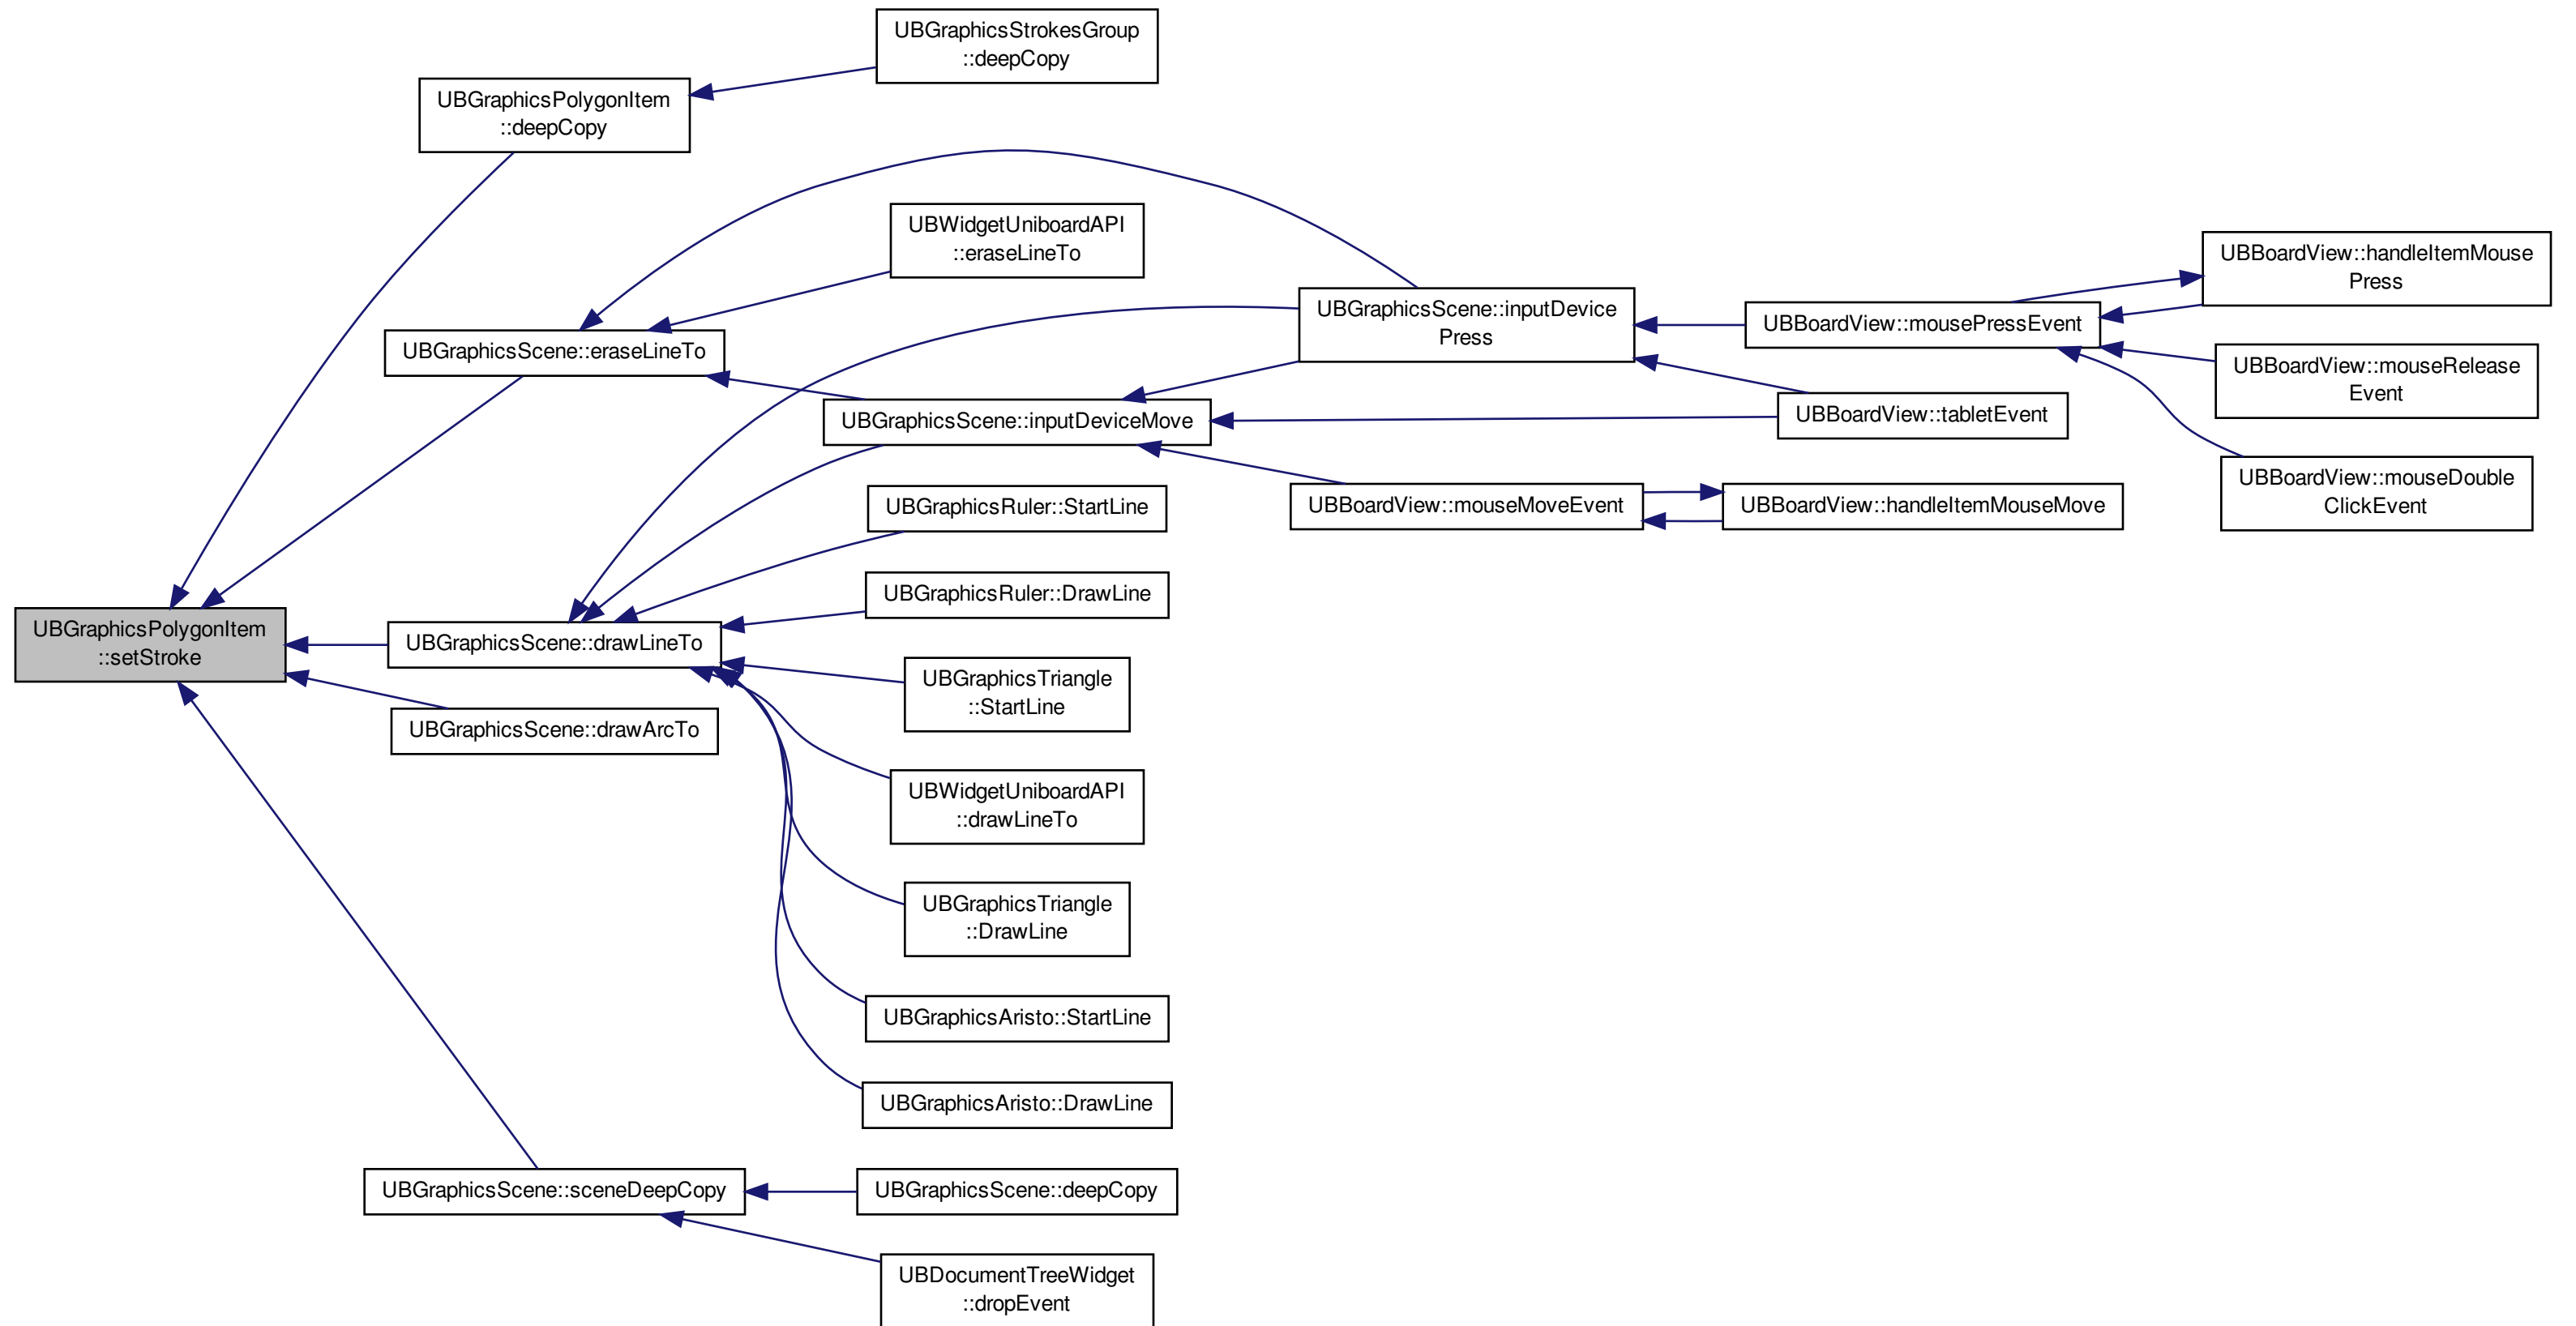 UBGraphicsStrokesGroup
::deepCopy
UBGraphicsPolygonItem
::deepCopy
UBWidgetUniboardAPI
::eraseLineTo
UBBoardView::handleItemMouse
Press
UBGraphicsScene::inputDevice
Press
UBBoardView::mousePressEvent
UBGraphicsScene::eraseLineTo
UBBoardView::mouseRelease
Event
UBGraphicsScene::inputDeviceMove
UBBoardView::tabletEvent
UBBoardView::mouseDouble
ClickEvent
UBGraphicsRuler::StartLine
UBBoardView::mouseMoveEvent
UBBoardView::handleItemMouseMove
UBGraphicsRuler::DrawLine
UBGraphicsPolygonItem
::setStroke
UBGraphicsScene::drawLineTo
UBGraphicsTriangle
::StartLine
UBGraphicsScene::drawArcTo
UBWidgetUniboardAPI
::drawLineTo
UBGraphicsTriangle
::DrawLine
UBGraphicsAristo::StartLine
UBGraphicsAristo::DrawLine
UBGraphicsScene::sceneDeepCopy
UBGraphicsScene::deepCopy
UBDocumentTreeWidget
::dropEvent